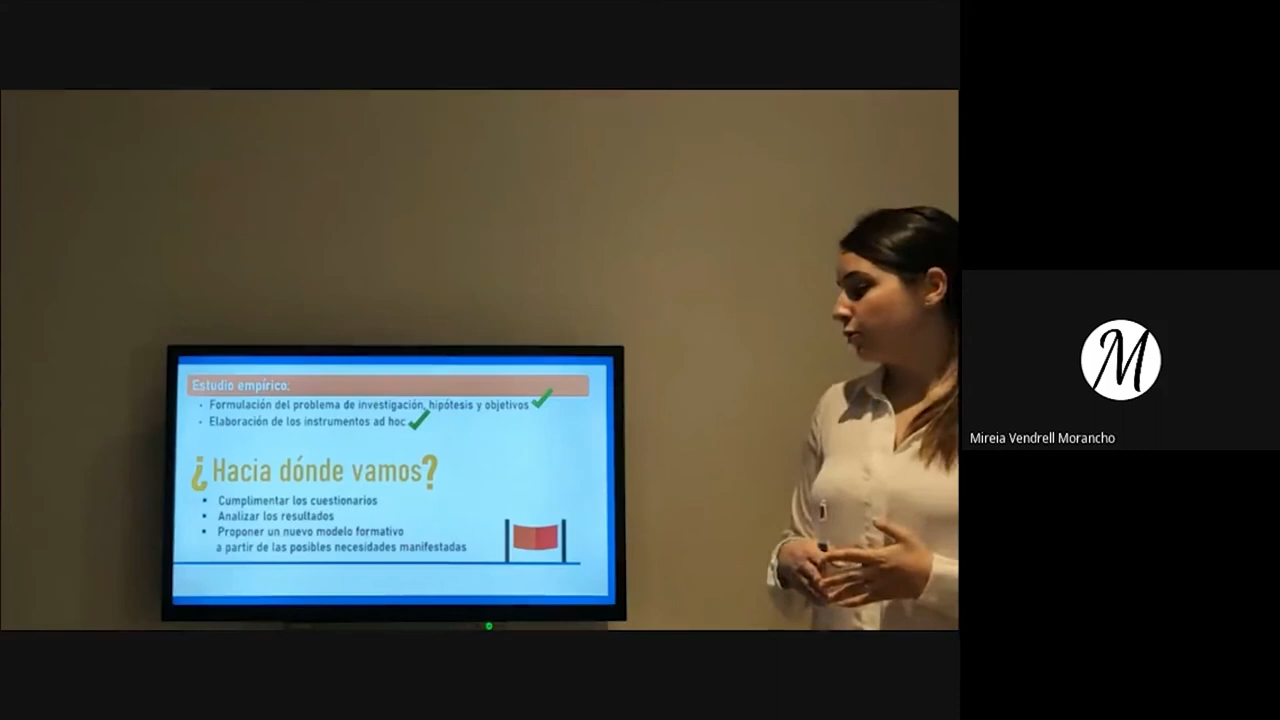 Estudio empírico:
· Formulación del problema de investigación, hipótesis y objetivos
· Elaboración de los instrumentos ad hoc
¿Hacia dónde vamos?
▪ Cumplimentar los cuestionarios
▪ Analizar los resultados
▪ Proponer un nuevo modelo formativo
a partir de las posibles necesidades manifestadas
M
Mireia Vendrell Morancho